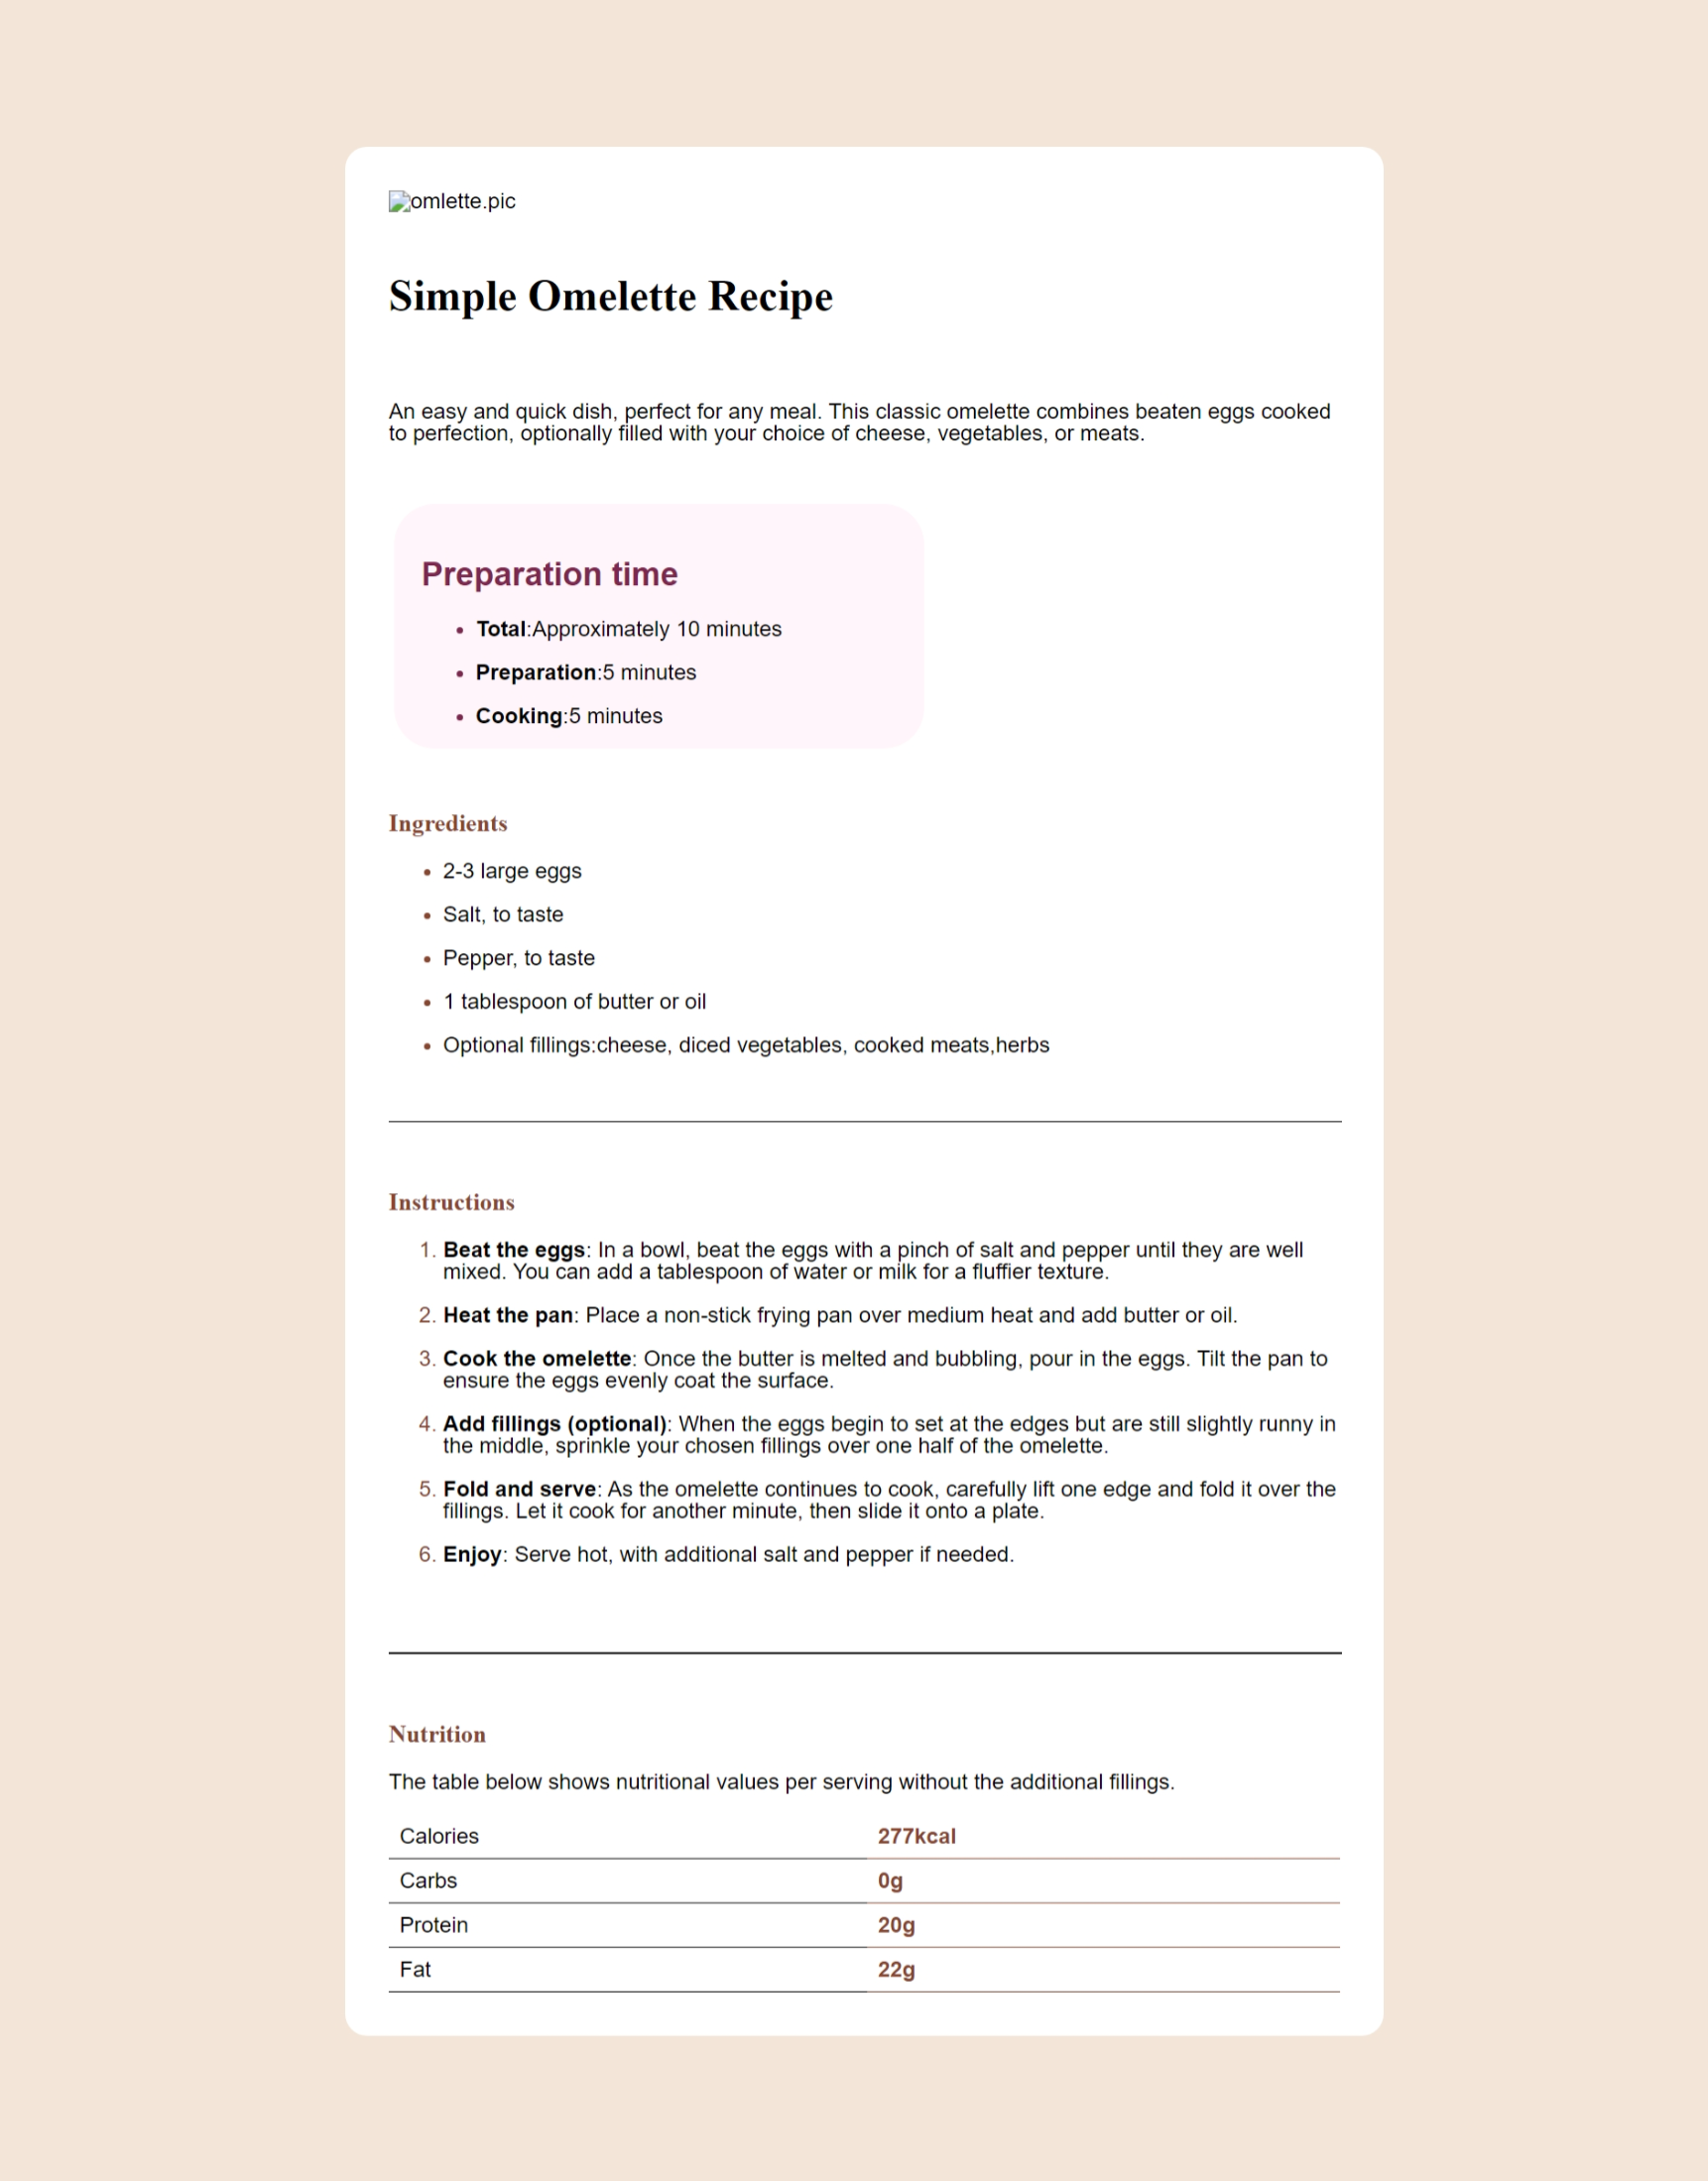 omlette.pic
Simple Omelette Recipe
An easy and quick dish, perfect for any meal. This classic omelette combines beaten eggs cooked
to perfection, optionally filled with your choice of cheese, vegetables, or meats.
Preparation time
• Total:Approximately 10 minutes
• Preparation:5 minutes
• Cooking:5 minutes
Ingredients
• 2-3 large eggs
• Salt, to taste
• Pepper, to taste
• 1 tablespoon of butter or oil
• Optional fillings:cheese, diced vegetables, cooked meats,herbs
Instructions
1. Beat the eggs: In a bowl, beat the eggs with a pinch of salt and pepper until they are well
mixed. You can add a tablespoon of water or milk for a fluffier texture.
2. Heat the pan: Place a non-stick frying pan over medium heat and add butter or oil.
3. Cook the omelette: Once the butter is melted and bubbling, pour in the eggs. Tilt the pan to
ensure the eggs evenly coat the surface.
4. Add fillings (optional): When the eggs begin to set at the edges but are still slightly runny in
the middle, sprinkle your chosen fillings over one half of the omelette.
5. Fold and serve: As the omelette continues to cook, carefully lift one edge and fold it over the
fillings. Let it cook for another minute, then slide it onto a plate.
6. Enjoy: Serve hot, with additional salt and pepper if needed.
Nutrition
The table below shows nutritional values per serving without the additional fillings.
Calories 277kcal
Carbs 0g
Protein 20g
Fat 22g